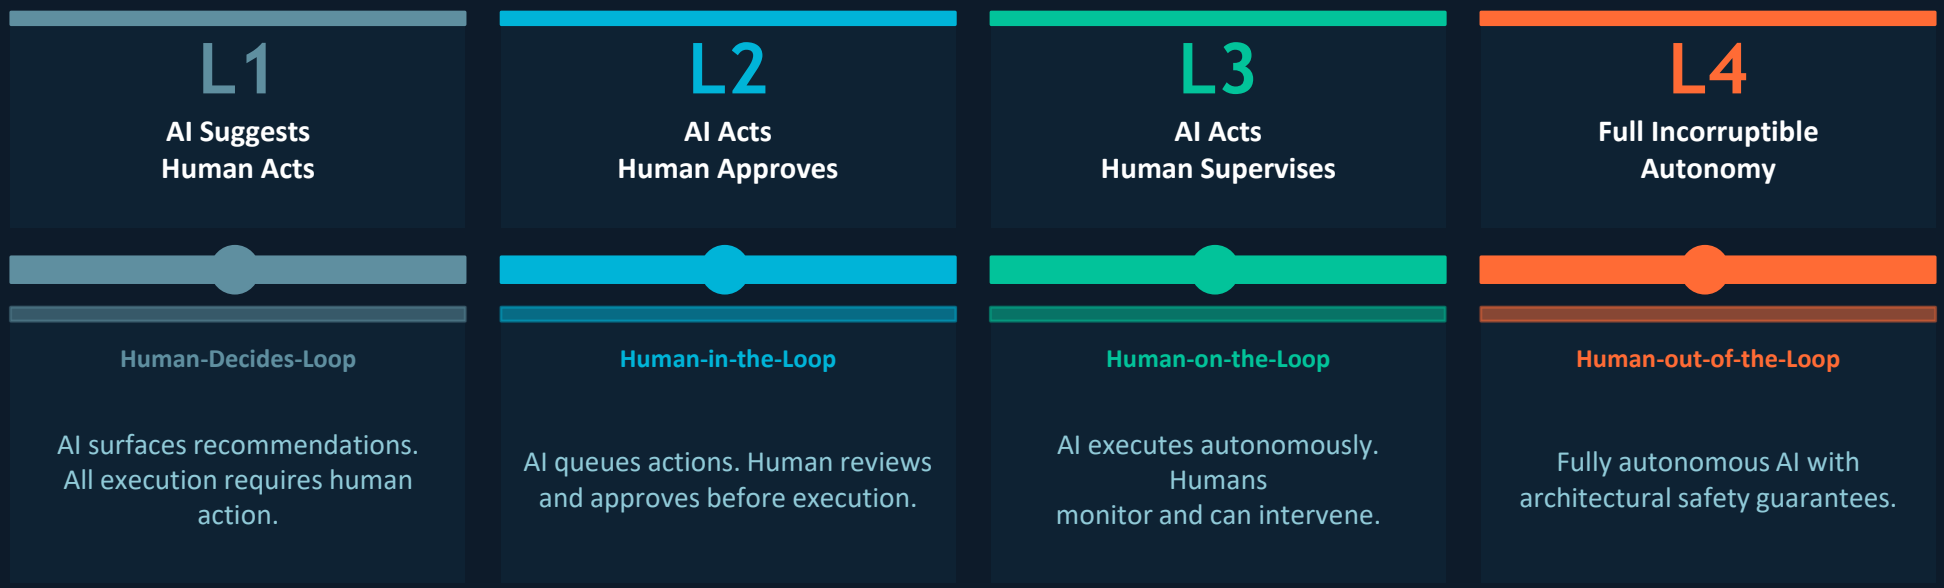 L1
AI Suggests
Human Acts
L2
AI Acts
Human Approves
L3
AI Acts
Human Supervises
L4
Full Incorruptible
Autonomy
Human-Decides-Loop
AI surfaces recommendations.
All execution requires human
action.
Human-in-the-Loop
AI queues actions. Human reviews
and approves before execution.
Human-on-the-Loop
AI executes autonomously.
Humans
monitor and can intervene.
Human-out-of-the-Loop
Fully autonomous AI with
architectural safety guarantees.